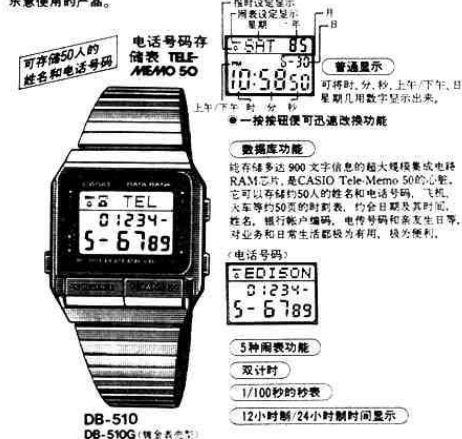 示意使用的产品。
可存储50人的
姓名和电话号码
电话号码存
储表 TELE-
MEMO 50
CASIO DATA BANK
TEL
01234-
5-6789
DB-510
DB-510G
报时设定显示
闹表设定显示
星期 年
月
日
SAT 85
6-30
PM
10:58 50
上午/下午 时 分 秒
普通显示
可将时、分、秒、上午/下午、日
星期几用数字显示出来。
●一按按钮便可迅速改换功能
数据库功能
能存储多达 900 文字信息的超大规模集成电路
RAM芯片,是CASIO Tele-Memo 50的心脏。
它可以存储约50人的姓名和电话号码,飞机、
火车等约50页的时刻表,约会日期及其时间、
姓名,银行帐户编码,电传号码和亲友生日等,
对业务和日常生活都极为有用,极为便利。
(电话号码)
EDISON
01234-
5-6789
5种闹表功能
双计时
1/100秒的秒表
12小时制/24小时制时间显示